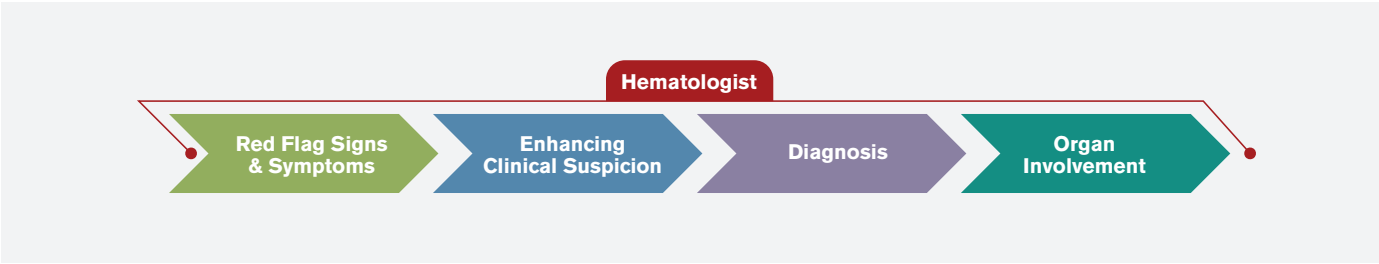 Hematologist
Red Flag Signs
& Symptoms
Enhancing
Clinical Suspicion
Diagnosis
Organ
Involvement